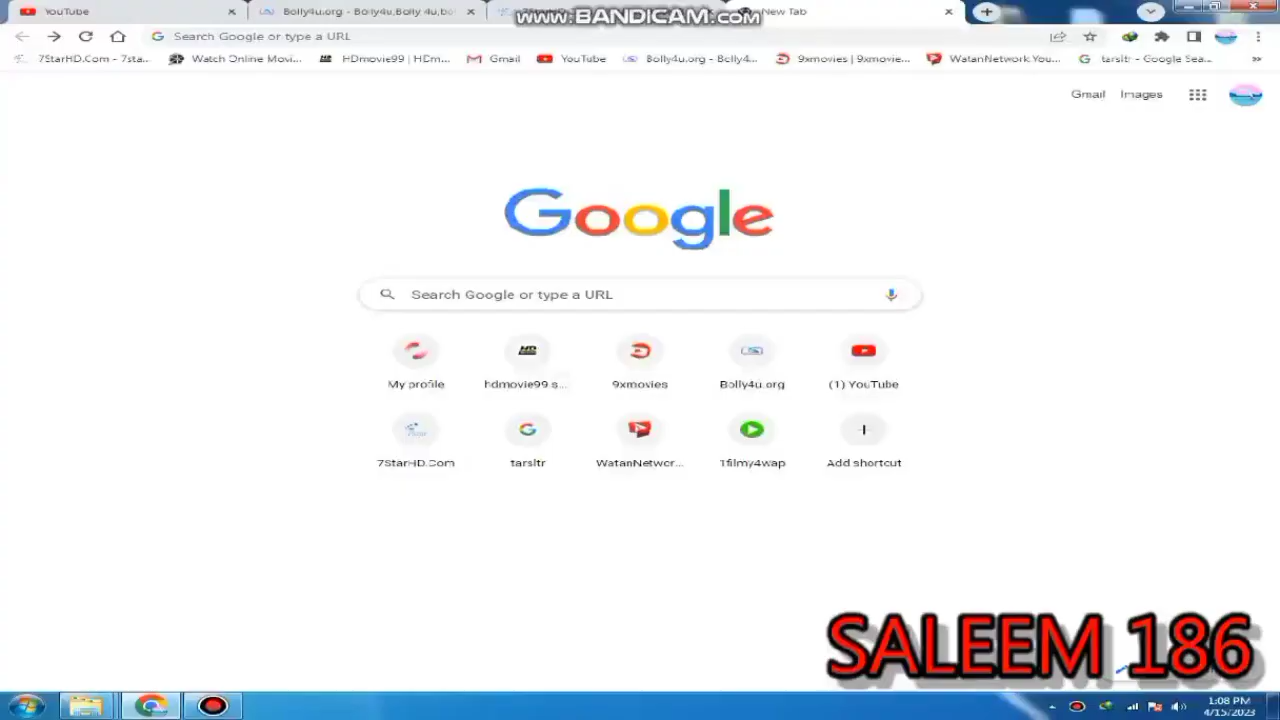 YouTube
Bolly4u.org - Bolly4u,Bolly 4u,bo
WWW.BANDICAM.COM
New Tab
Search Google or type a URL
7StarHD.Com - 7sta...
Watch Online Movi...
HDmovie99 | HDm...
Gmail
YouTube
Bolly4u.org - Bolly4...
9xmovies | 9xmovie...
WatanNetwork.You...
tarsltr - Google Sea...
»
Gmail
Images
Google
Search Google or type a URL
My profile
hdmovie99 s...
9xmovies
Bolly4u.org
(1) YouTube
7StarHD.Com
tarsltr
WatanNetwor...
1filmy4wap
Add shortcut
SALEEM 186
1:08 PM
4/15/2023